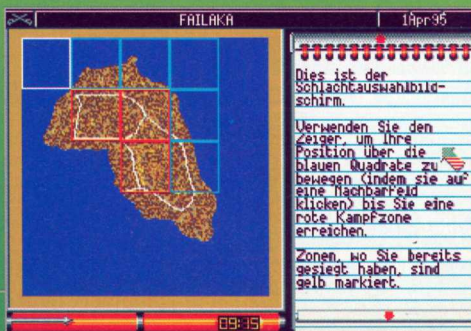 FAILAKA
1Apr95
Dies ist der
Schlachtauswahlbild-
schirm.
Verwenden Sie den
Zeiger, um Ihre
Position über die
blauen Quadrate zu
bewegen (indem sie auf
eine Nachbarfeld
klicken) bis Sie eine
rote Kampfzone
erreichen.
Zonen, wo Sie bereits
gesiegt haben, sind
gelb markiert.
09:15